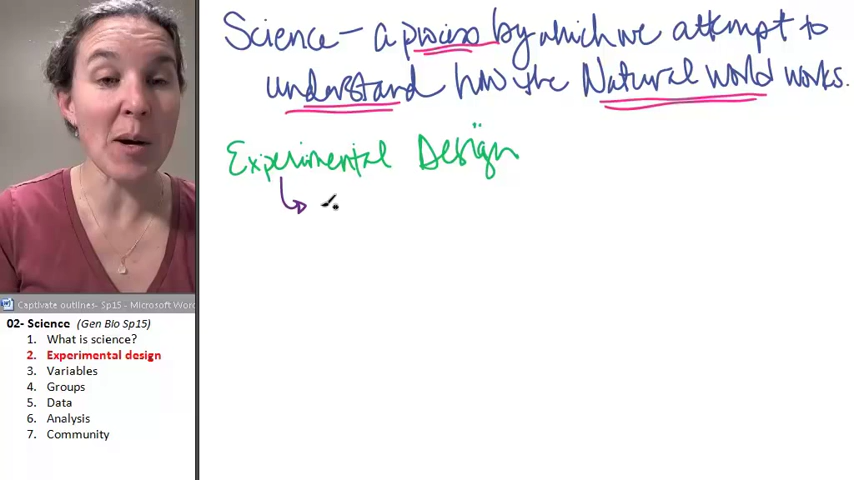 Science - a process by which we attempt to
understand how the Natural world works.
Experimental Design
Captivate outlines- Sp15 - Microsoft Word
02- Science (Gen Bio Sp15)
1. What is science?
2. Experimental design
3. Variables
4. Groups
5. Data
6. Analysis
7. Community